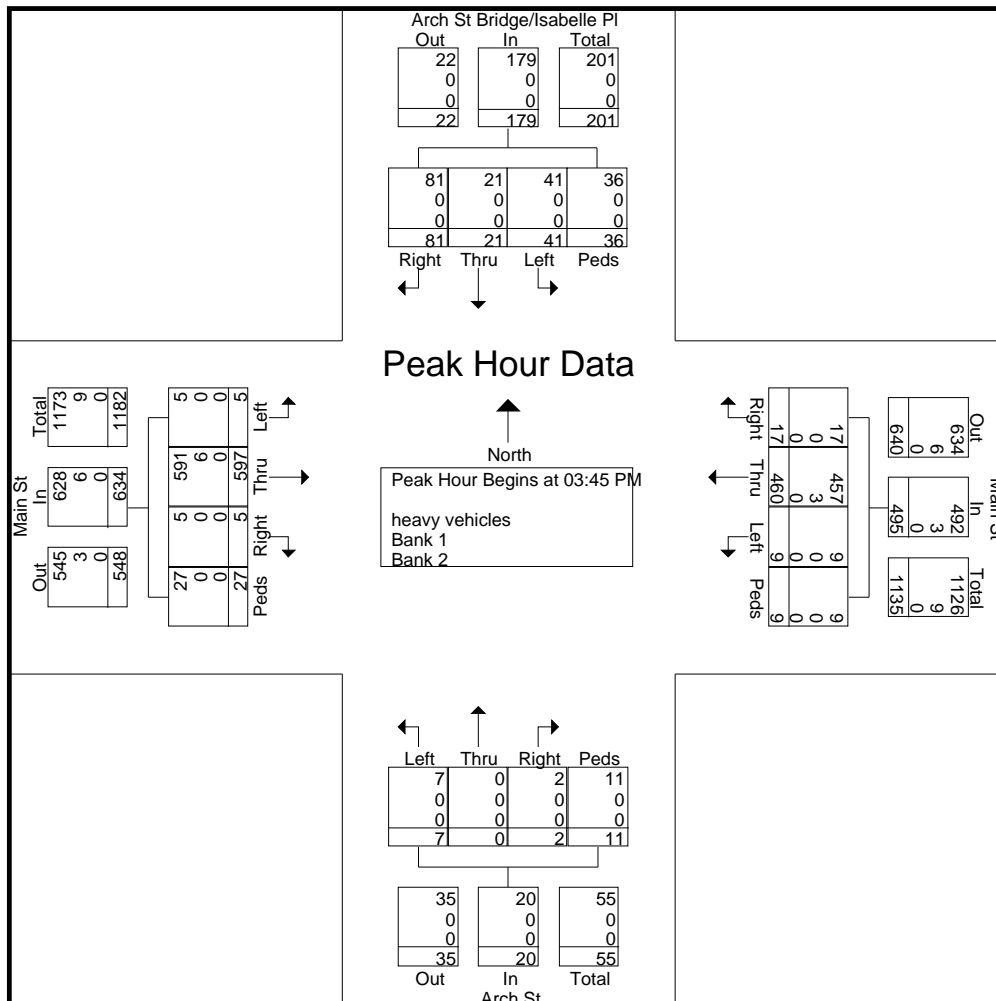 Arch St Bridge/Isabelle Pl
Out In Total
22 179 201
0 0 0
0 0 0
22 179 201
81 21 41 36
0 0 0 0
0 0 0 0
81 21 41 36
Right Thru Left Peds
Peak Hour Data
North
Peak Hour Begins at 03:45 PM
heavy vehicles
Bank 1
Bank 2
Main St
Out In Total
545 628 1173
3 6 9
0 0 0
548 634 1182
27 5 591 5
0 0 6 0
0 0 0 0
27 5 597 5
Peds Right Thru Left
Main St
Out In Total
634 492 1126
6 3 9
0 0 0
640 495 1135
17 457 9 9
0 3 0 0
0 0 0 0
17 460 9 9
Right Thru Left Peds
Left Thru Right Peds
7 0 2 11
0 0 0 0
0 0 0 0
7 0 2 11
35 20 55
0 0 0
0 0 0
35 20 55
Out In Total
Arch St